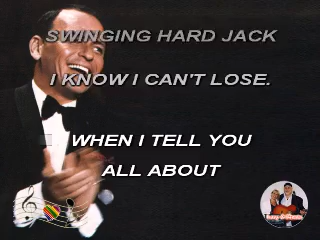 SWINGING HARD JACK
I KNOW I CAN'T LOSE.
WHEN I TELL YOU
ALL ABOUT